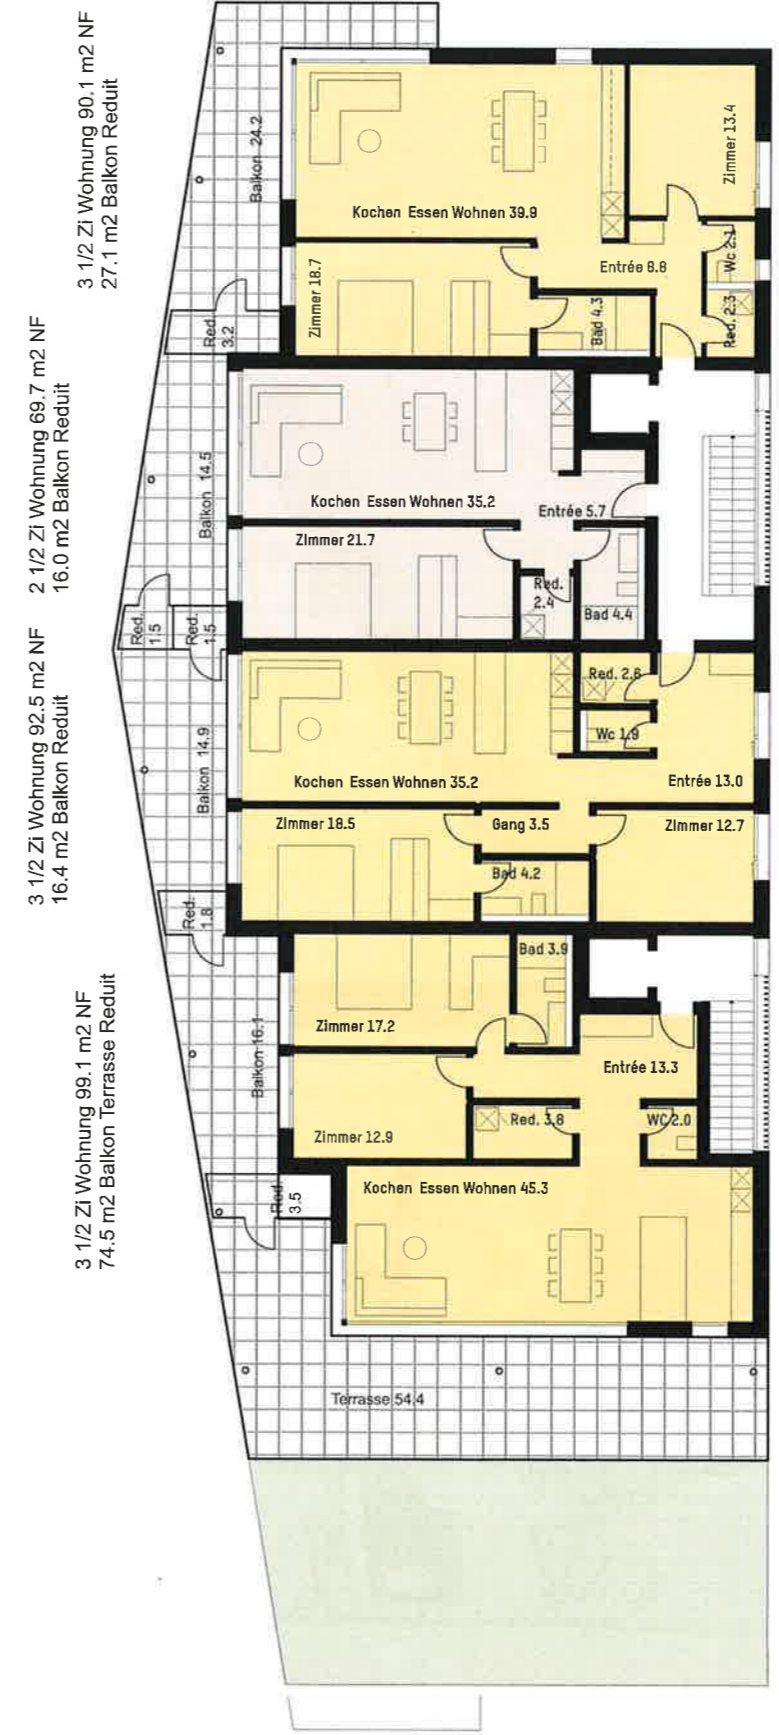 3 1/2 Zi Wohnung 90.1 m2 NF
27.1 m2 Balkon Reduit
2 1/2 Zi Wohnung 69.7 m2 NF
16.0 m2 Balkon Reduit
3 1/2 Zi Wohnung 92.5 m2 NF
16.4 m2 Balkon Reduit
3 1/2 Zi Wohnung 99.1 m2 NF
74.5 m2 Balkon Terrasse Reduit
Balkon 24.2
Zimmer 13.4
Kochen Essen Wohnen 39.9
Wc 2.1
Entrée 8.8
Zimmer 18.7
Red. 2.3
Bad 4.3
Red.
3.2
Balkon 14.5
Kochen Essen Wohnen 35.2
Entrée 5.7
Zimmer 21.7
Red.
2.4
Bad 4.4
Red.
1.5
Red.
1.5
Red. 2.6
Wc 1.9
Balkon 14.9
Kochen Essen Wohnen 35.2
Entrée 13.0
Zimmer 18.5
Gang 3.5
Zimmer 12.7
Bad 4.2
Red.
1.8
Bad 3.9
Zimmer 17.2
Balkon 16.1
Entrée 13.3
Red. 3.8
WC 2.0
Zimmer 12.9
Kochen Essen Wohnen 45.3
Red.
3.5
Terrasse 54.4